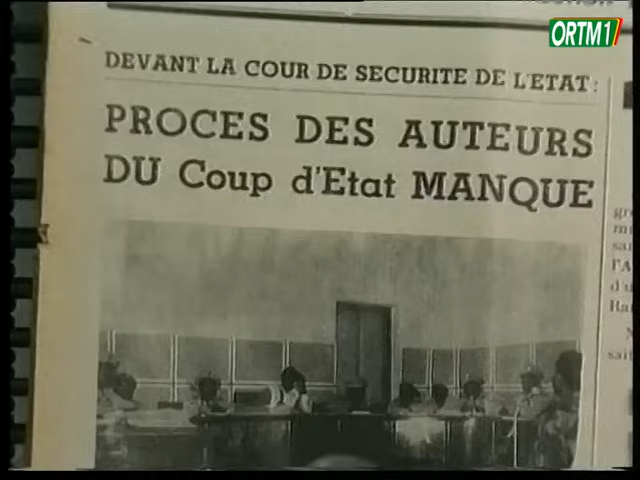 ORTM1
DEVANT LA COUR DE SECURITE DE L'ETAT :
PROCES DES AUTEURS
DU Coup d'Etat MANQUE